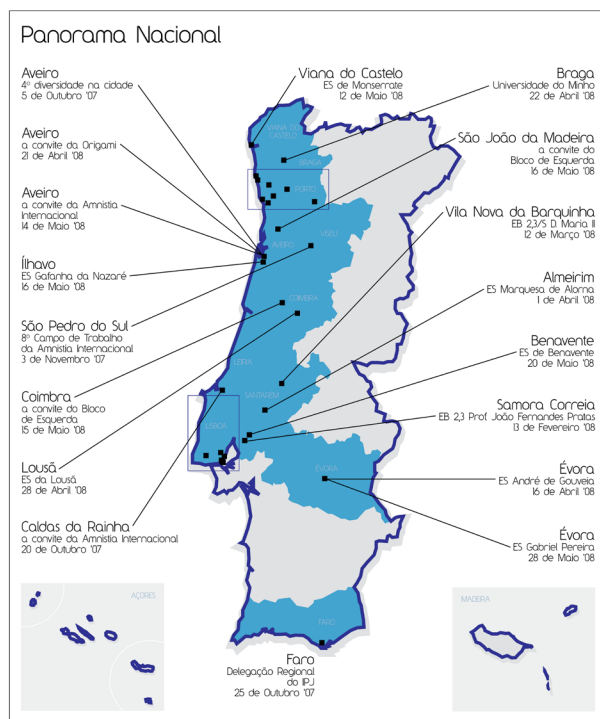 Panorama Nacional
Aveiro
4º diversidade na cidade
5 de Outubro '07
Aveiro
a convite da Origami
21 de Abril '08
Aveiro
a convite da Amnistia
Internacional
14 de Maio '08
Ílhavo
ES Gafanha da Nazaré
16 de Maio '08
São Pedro do Sul
8º Campo de Trabalho
da Amnistia Internacional
3 de Novembro '07
Coimbra
a convite do Bloco
de Esquerda
15 de Maio '08
Lousã
ES da Lousã
28 de Abril '08
Caldas da Rainha
a convite da Amnistia Internacional
20 de Outubro '07
Viana do Castelo
ES de Monserrate
12 de Maio '08
Braga
Universidade do Minho
22 de Abril '08
São João da Madeira
a convite do
Bloco de Esquerda
16 de Maio '08
Vila Nova da Barquinha
EB 2,3/S D. Maria II
12 de Março '08
Almeirim
ES Marquesa de Alorna
1 de Abril '08
Benavente
ES de Benavente
20 de Maio '08
Samora Correia
EB 2,3 Prof. João Fernandes Pratas
13 de Fevereiro '08
Évora
ES André de Gouveia
16 de Abril '08
Évora
ES Gabriel Pereira
28 de Maio '08
Faro
Delegação Regional
do IPJ
25 de Outubro '07
VIANA DO
CASTELO
BRAGA
PORTO
VISEU
AVEIRO
COIMBRA
LEIRIA
SANTARÉM
LISBOA
ÉVORA
FARO
AÇORES
MADEIRA